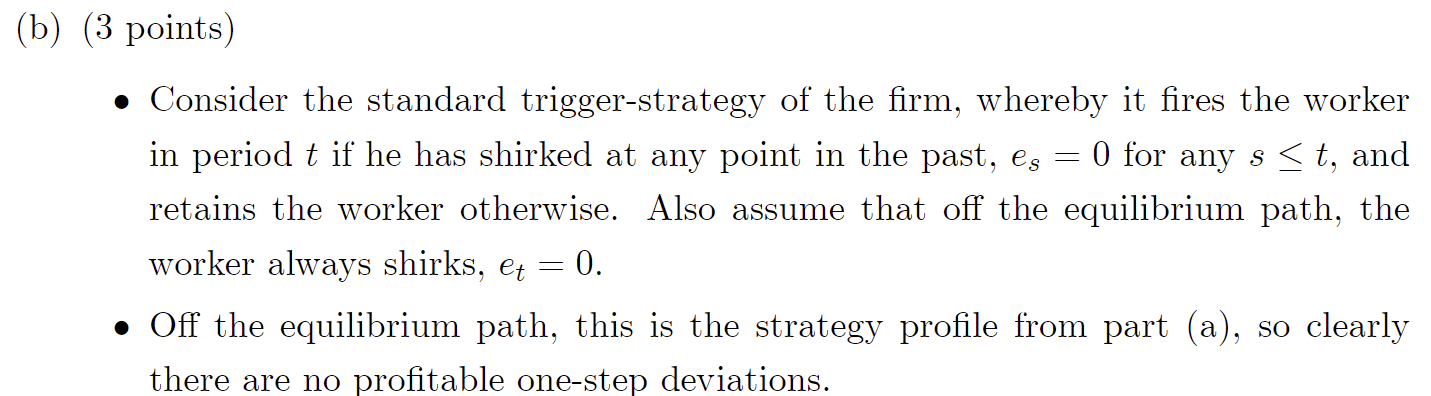 (b) (3 points)
• Consider the standard trigger-strategy of the firm, whereby it fires the worker
in period t if he has shirked at any point in the past, eₛ = 0 for any s ≤ t, and
retains the worker otherwise. Also assume that off the equilibrium path, the
worker always shirks, eₜ = 0.
• Off the equilibrium path, this is the strategy profile from part (a), so clearly
there are no profitable one-step deviations.